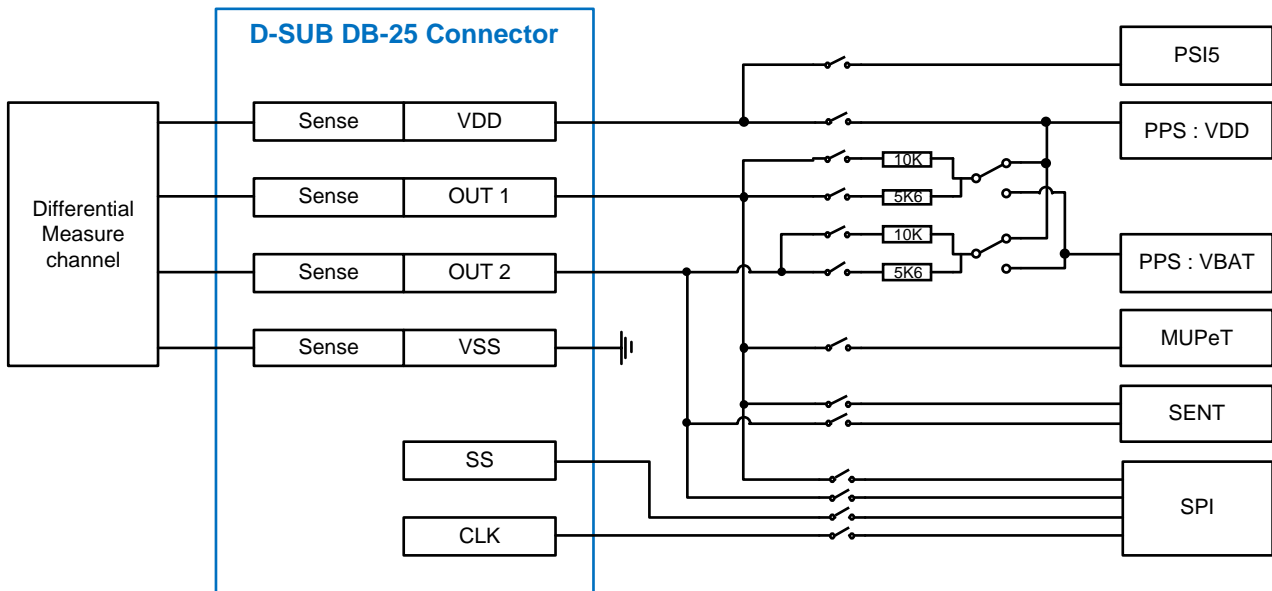 D-SUB DB-25 Connector
PSI5
Sense
VDD
PPS : VDD
10K
Sense
OUT 1
5K6
Differential
Measure
channel
10K
Sense
OUT 2
5K6
PPS : VBAT
Sense
VSS
MUPeT
SENT
SS
SPI
CLK